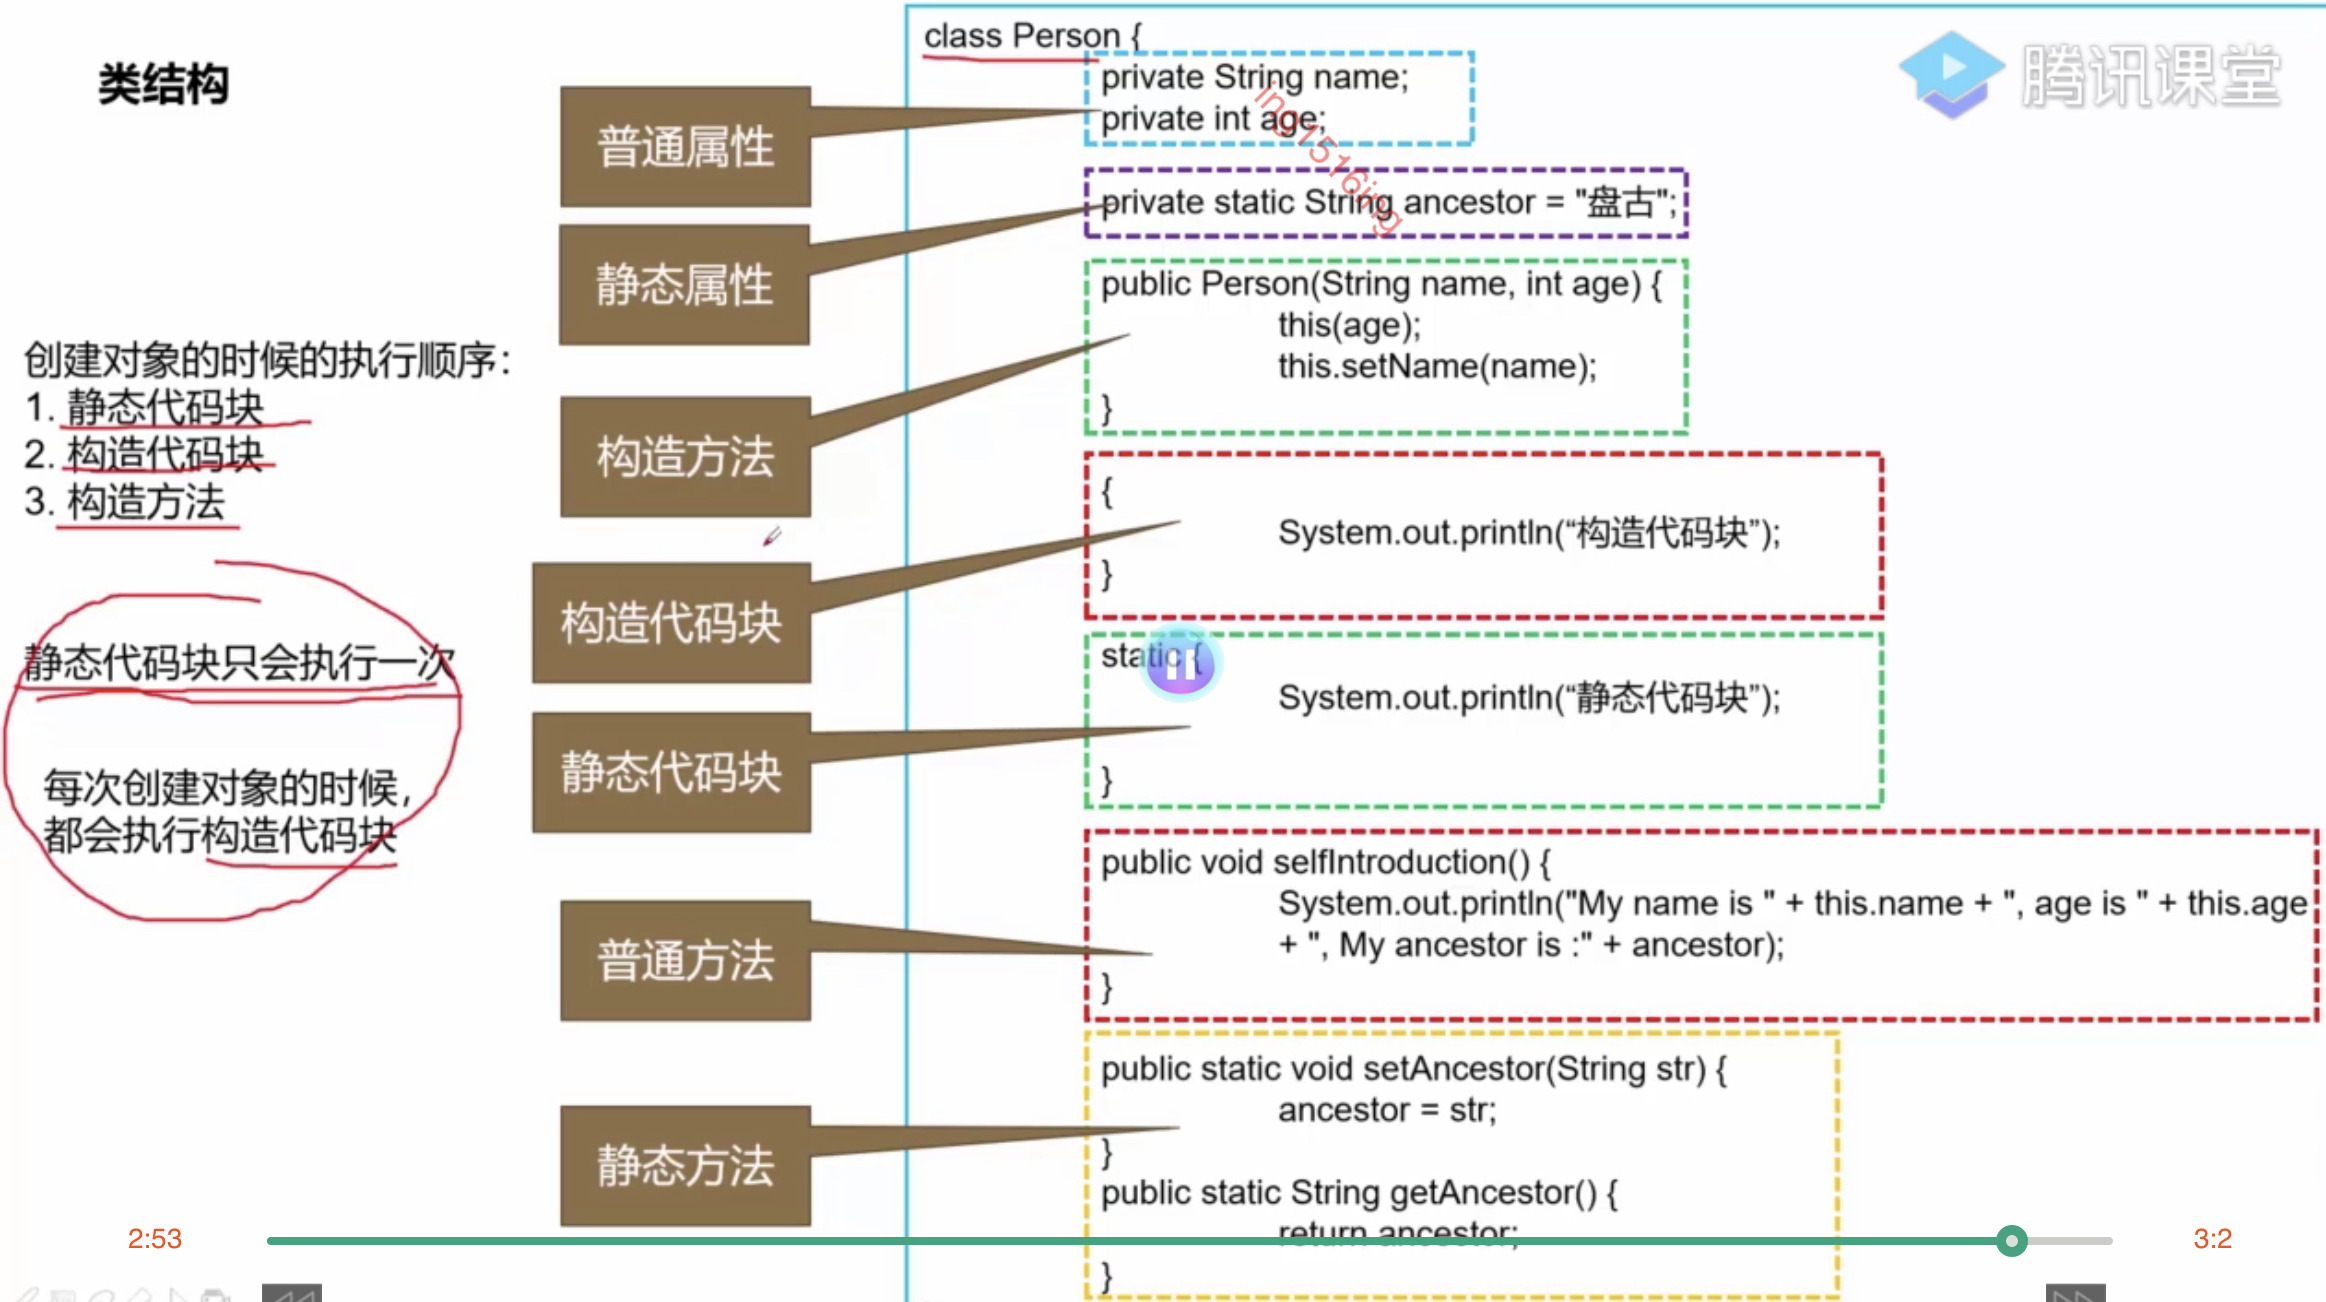 类结构
创建对象的时候的执行顺序：
1. 静态代码块
2. 构造代码块
3. 构造方法
静态代码块只会执行一次
每次创建对象的时候，
都会执行构造代码块
普通属性
静态属性
构造方法
构造代码块
静态代码块
普通方法
静态方法
class Person {
private String name;
private int age;
private static String ancestor = "盘古";
public Person(String name, int age) {
this(age);
this.setName(name);
}
{
System.out.println(“构造代码块”);
}
static {
System.out.println(“静态代码块”);
}
public void selfIntroduction() {
System.out.println("My name is " + this.name + ", age is " + this.age
+ ", My ancestor is :" + ancestor);
}
public static void setAncestor(String str) {
ancestor = str;
}
public static String getAncestor() {
return ancestor;
}
腾讯课堂
ing1516ing
2:53
3:2